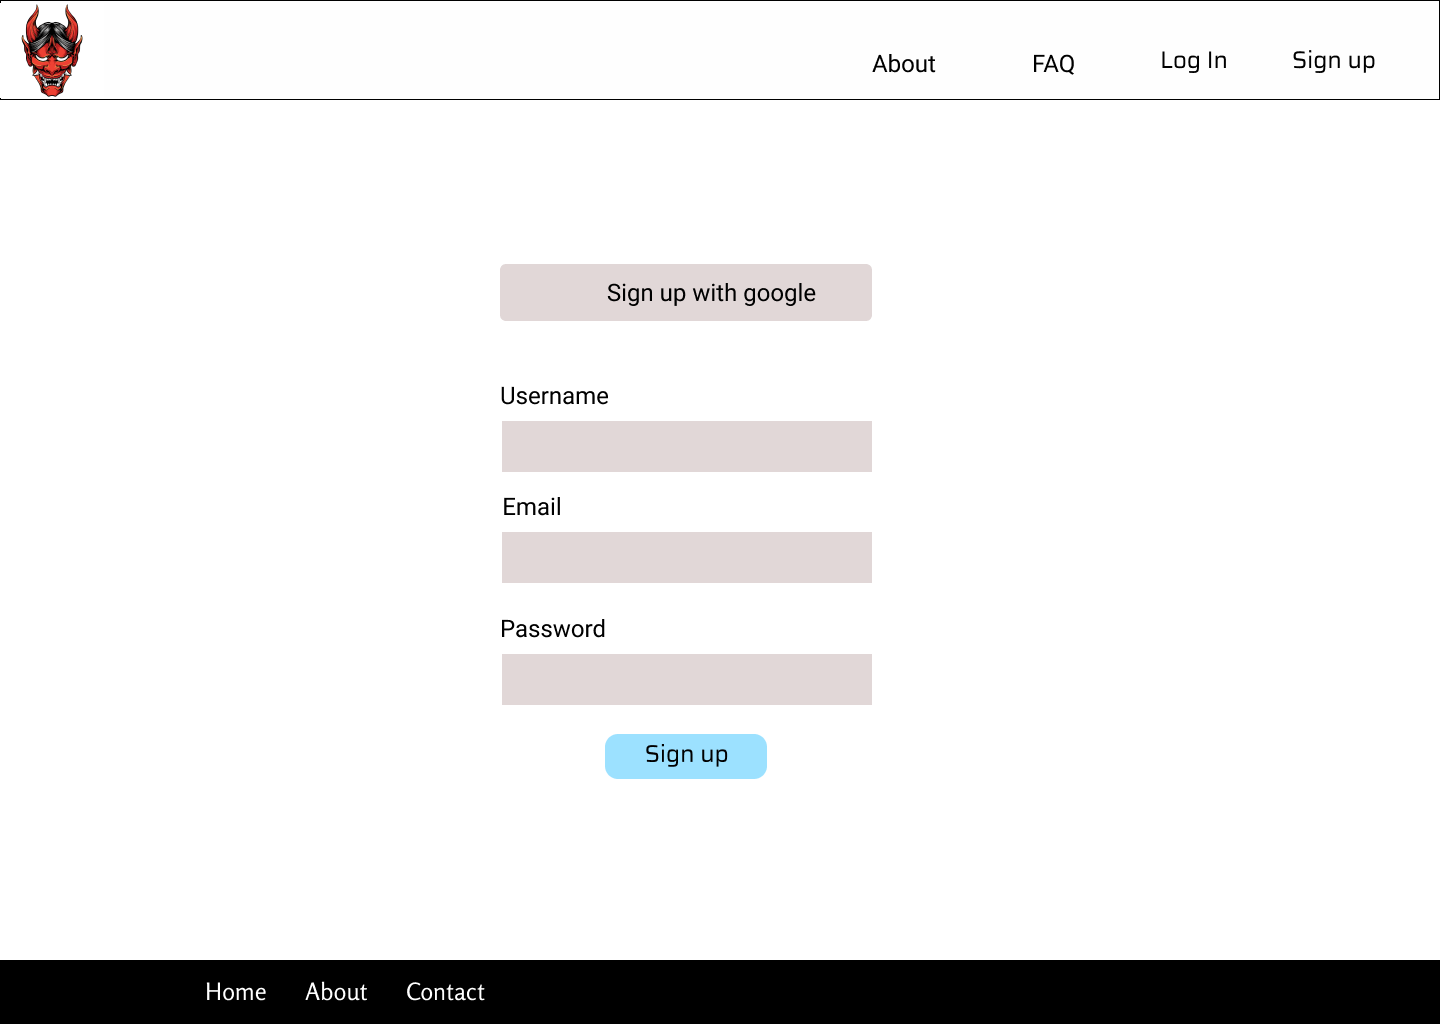 About FAQ Log In Sign up
Sign up with google
Username
Email
Password
Sign up
Home About Contact